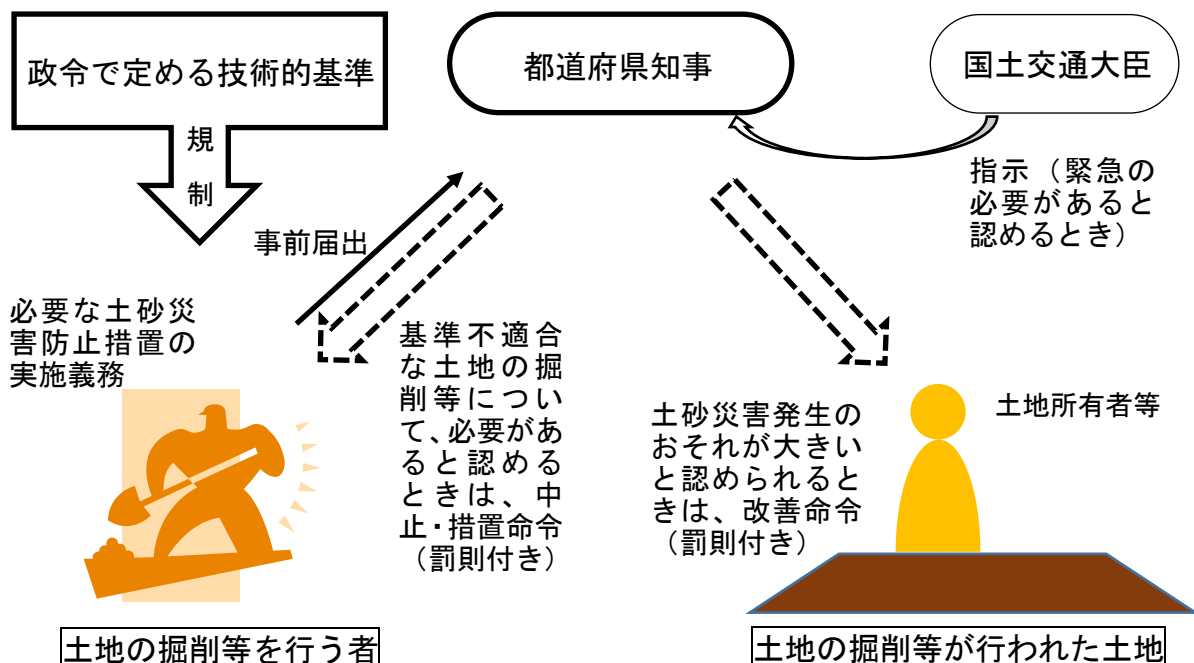 政令で定める技術的基準
規
制
都道府県知事
国土交通大臣
指示（緊急の
必要があると
認めるとき）
事前届出
必要な土砂災
害防止措置の
実施義務
基準不適合
な土地の掘
削等につい
て、必要があ
ると認める
ときは、中
止・措置命令
（罰則付き）
土砂災害発生の
おそれが大きい
と認められると
きは、改善命令
（罰則付き）
土地所有者等
土地の掘削等を行う者
土地の掘削等が行われた土地